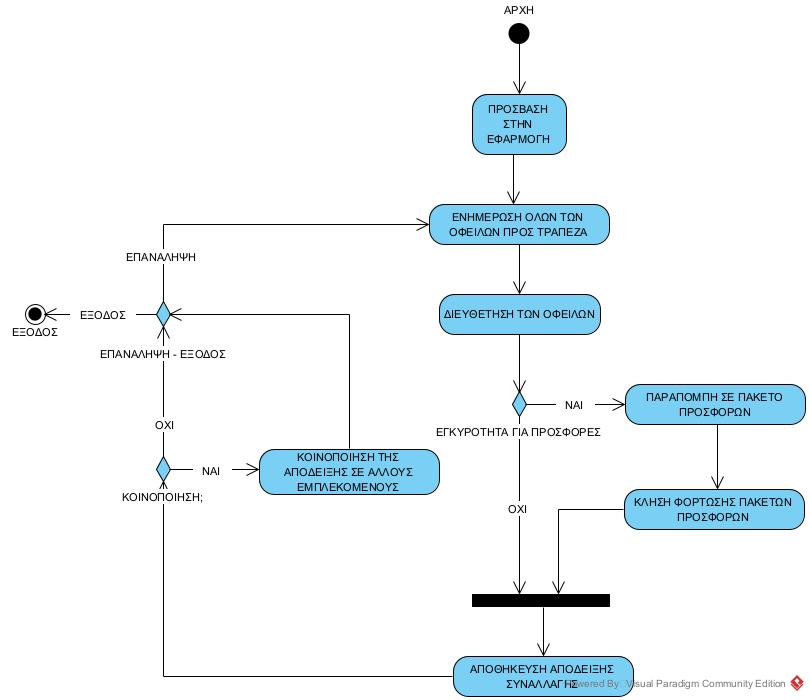 ΑΡΧΗ
ΠΡΟΣΒΑΣΗ
ΣΤΗΝ
ΕΦΑΡΜΟΓΗ
ΕΝΗΜΕΡΩΣΗ ΟΛΩΝ ΤΩΝ
ΟΦΕΙΛΩΝ ΠΡΟΣ ΤΡΑΠΕΖΑ
ΕΠΑΝΑΛΗΨΗ
ΕΞΟΔΟΣ
ΕΞΟΔΟΣ
ΔΙΕΥΘΕΤΗΣΗ ΤΩΝ ΟΦΕΙΛΩΝ
ΕΠΑΝΑΛΗΨΗ - ΕΞΟΔΟΣ
ΝΑΙ
ΠΑΡΑΠΟΜΠΗ ΣΕ ΠΑΚΕΤΟ
ΠΡΟΣΦΟΡΩΝ
ΕΓΚΥΡΟΤΗΤΑ ΓΙΑ ΠΡΟΣΦΟΡΕΣ
ΟΧΙ
ΝΑΙ
ΚΟΙΝΟΠΟΙΗΣΗ ΤΗΣ
ΑΠΟΔΕΙΞΗΣ ΣΕ ΑΛΛΟΥΣ
ΕΜΠΛΕΚΟΜΕΝΟΥΣ
ΚΟΙΝΟΠΟΙΗΣΗ;
ΟΧΙ
ΚΛΗΣΗ ΦΟΡΤΩΣΗΣ ΠΑΚΕΤΩΝ
ΠΡΟΣΦΟΡΩΝ
ΑΠΟΘΗΚΕΥΣΗ ΑΠΟΔΕΙΞΗΣ
ΣΥΝΑΛΛΑΓΗΣ
Powered By Visual Paradigm Community Edition